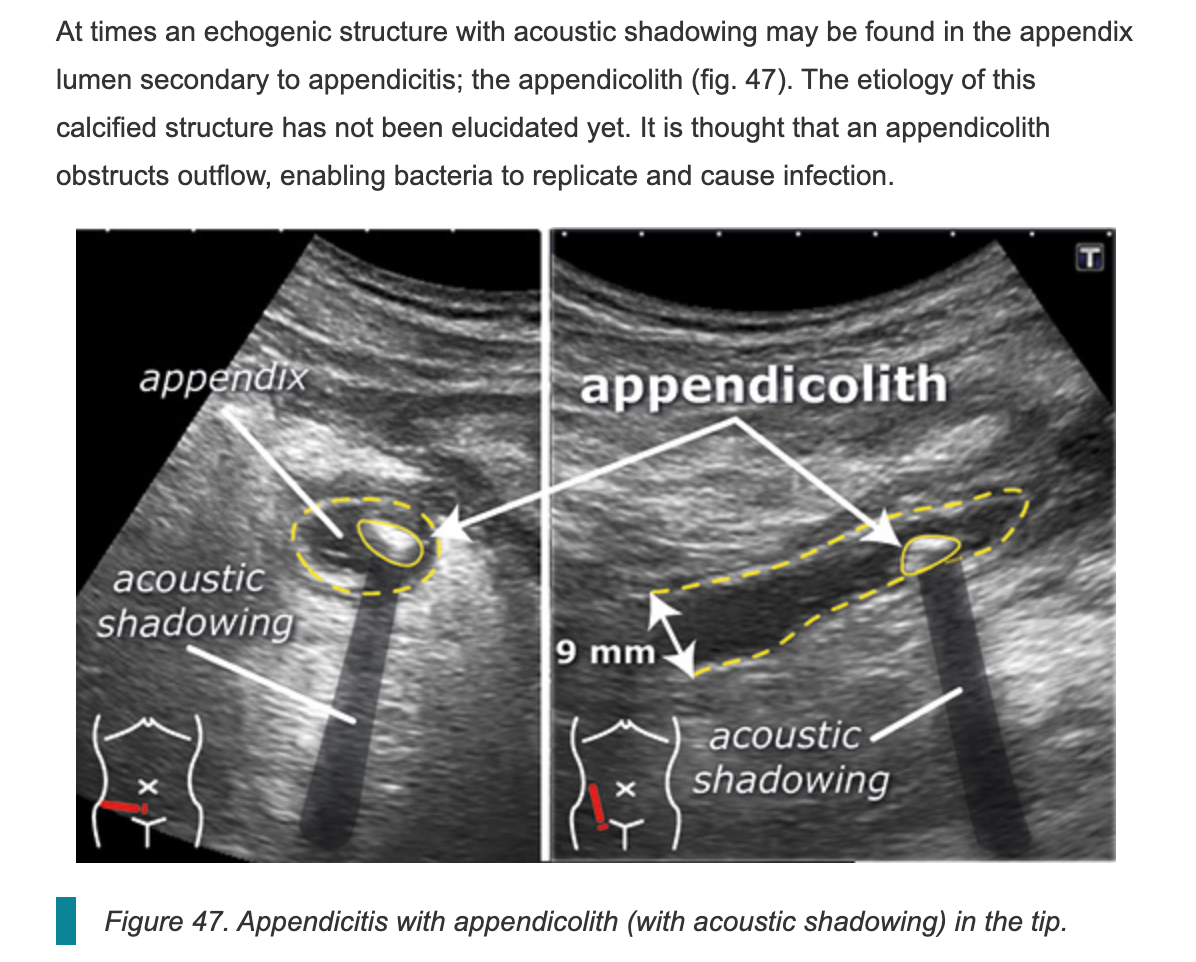 At times an echogenic structure with acoustic shadowing may be found in the appendix
lumen secondary to appendicitis; the appendicolith (fig. 47). The etiology of this
calcified structure has not been elucidated yet. It is thought that an appendicolith
obstructs outflow, enabling bacteria to replicate and cause infection.
T
appendix
appendicolith
acoustic
shadowing
9 mm
acoustic
shadowing
Figure 47. Appendicitis with appendicolith (with acoustic shadowing) in the tip.